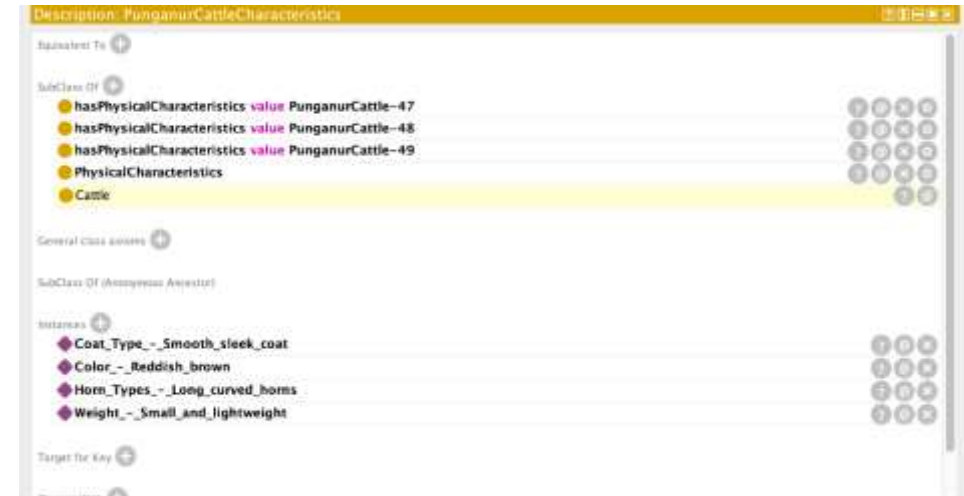 Description: PunganurCattleCharacteristics
Equivalent To
SubClass Of
hasPhysicalCharacteristics value PunganurCattle-47
hasPhysicalCharacteristics value PunganurCattle-48
hasPhysicalCharacteristics value PunganurCattle-49
PhysicalCharacteristics
Cattle
General class axioms
SubClass Of (Anonymous Ancestor)
Instances
Coat_Type_-_Smooth_sleek_coat
Color_-_Reddish_brown
Horn_Types_-_Long_curved_horns
Weight_-_Small_and_lightweight
Target for Key